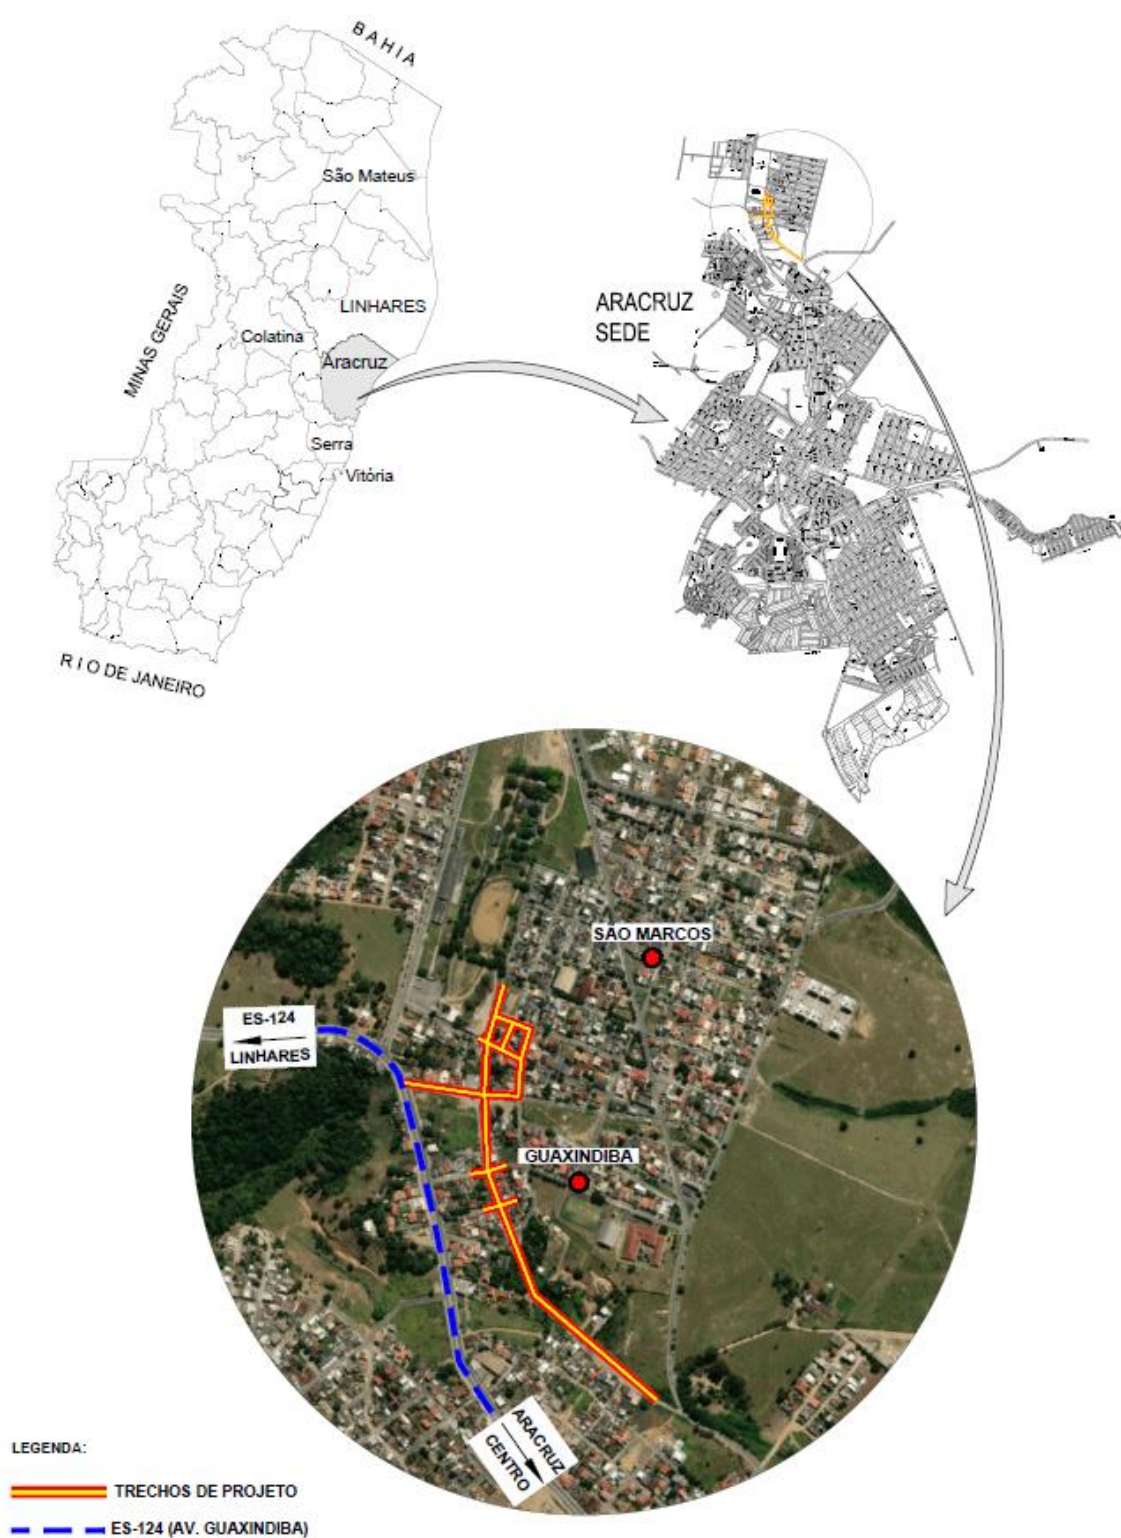 BAHIA
São Mateus
LINHARES
MINAS GERAIS
Colatina
Aracruz
Serra
Vitória
RIO DE JANEIRO
ARACRUZ
SEDE
SÃO MARCOS
ES-124
LINHARES
GUAXINDIBA
ARACRUZ
CENTRO
LEGENDA:
TRECHOS DE PROJETO
ES-124 (AV. GUAXINDIBA)